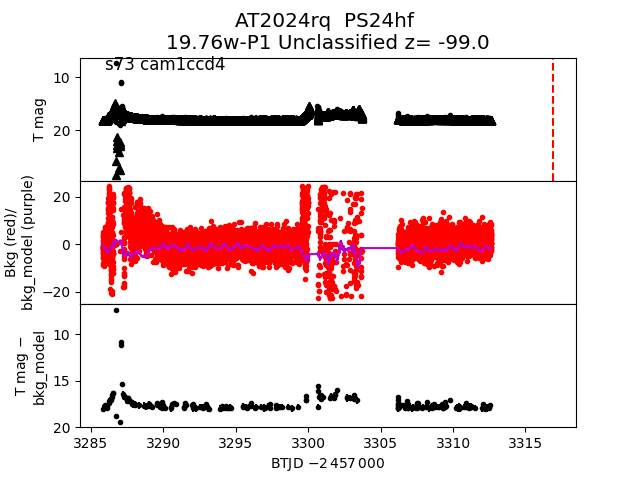 AT2024rq  PS24hf
19.76w-P1 Unclassified z= -99.0
s73 cam1ccd4
T mag
10
20
Bkg (red)/
bkg_model (purple)
20
0
−20
T mag −
bkg_model
10
15
20
3285 3290 3295 3300 3305 3310 3315
BTJD −2 457 000